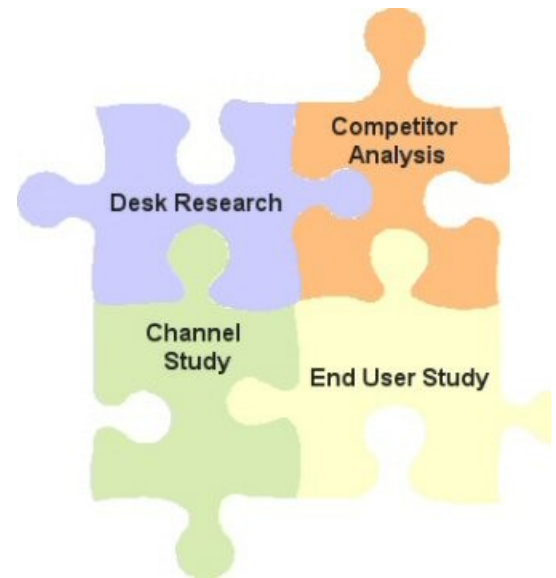 Competitor
Analysis
Desk Research
Channel
Study
End User Study